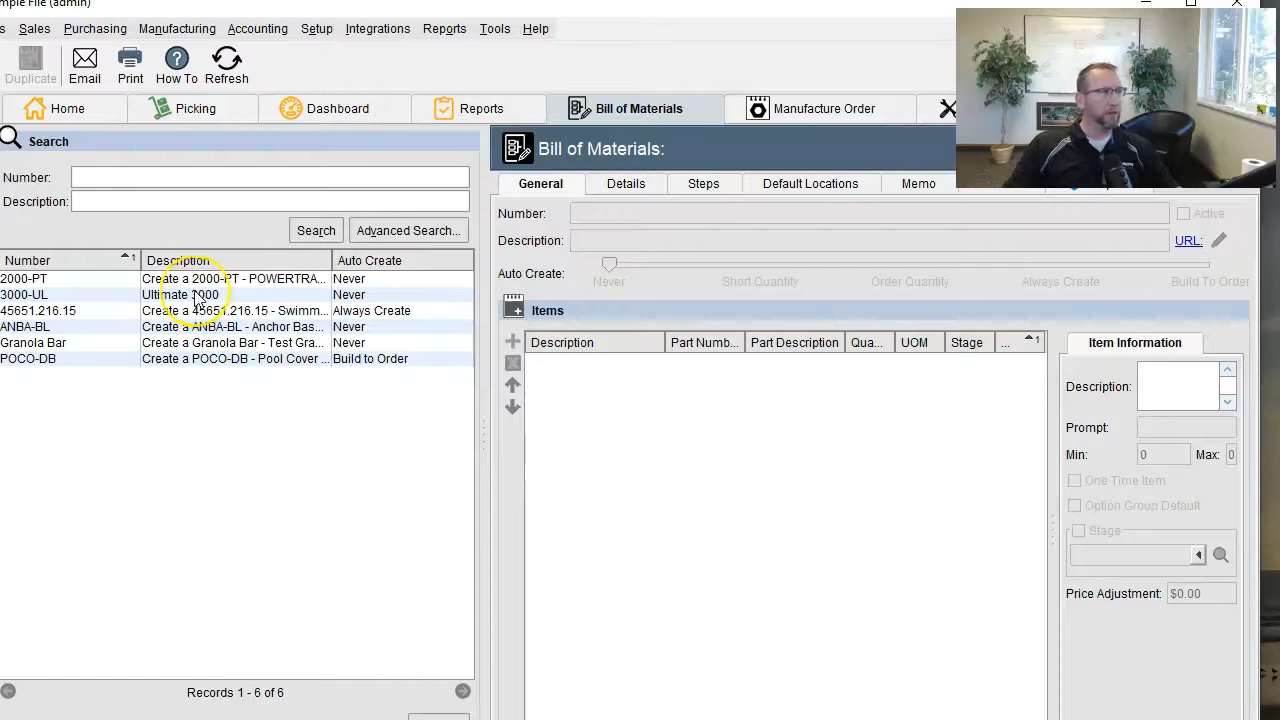 mple File (admin)
s Sales Purchasing Manufacturing Accounting Setup Integrations Reports Tools Help
Duplicate Email Print How To Refresh
Home Picking Dashboard Reports Bill of Materials Manufacture Order
Search
Number:
Description:
Search Advanced Search...
Number 1 Description Auto Create
2000-PT Create a 2000-PT - POWERTRA... Never
3000-UL Ultimate 3000 Never
45651.216.15 Create a 45651.216.15 - Swimm... Always Create
ANBA-BL Create a ANBA-BL - Anchor Bas... Never
Granola Bar Create a Granola Bar - Test Gra... Never
POCO-DB Create a POCO-DB - Pool Cover ... Build to Order
Records 1 - 6 of 6
Bill of Materials:
General Details Steps Default Locations Memo
Number: Active
Description: URL:
Auto Create:
Never Short Quantity Order Quantity Always Create Build To Order
Items
Description Part Numb... Part Description Qua... UOM Stage ... 1
Item Information
Description:
Prompt:
Min: 0 Max: 0
One Time Item
Option Group Default
Stage
Price Adjustment: $0.00